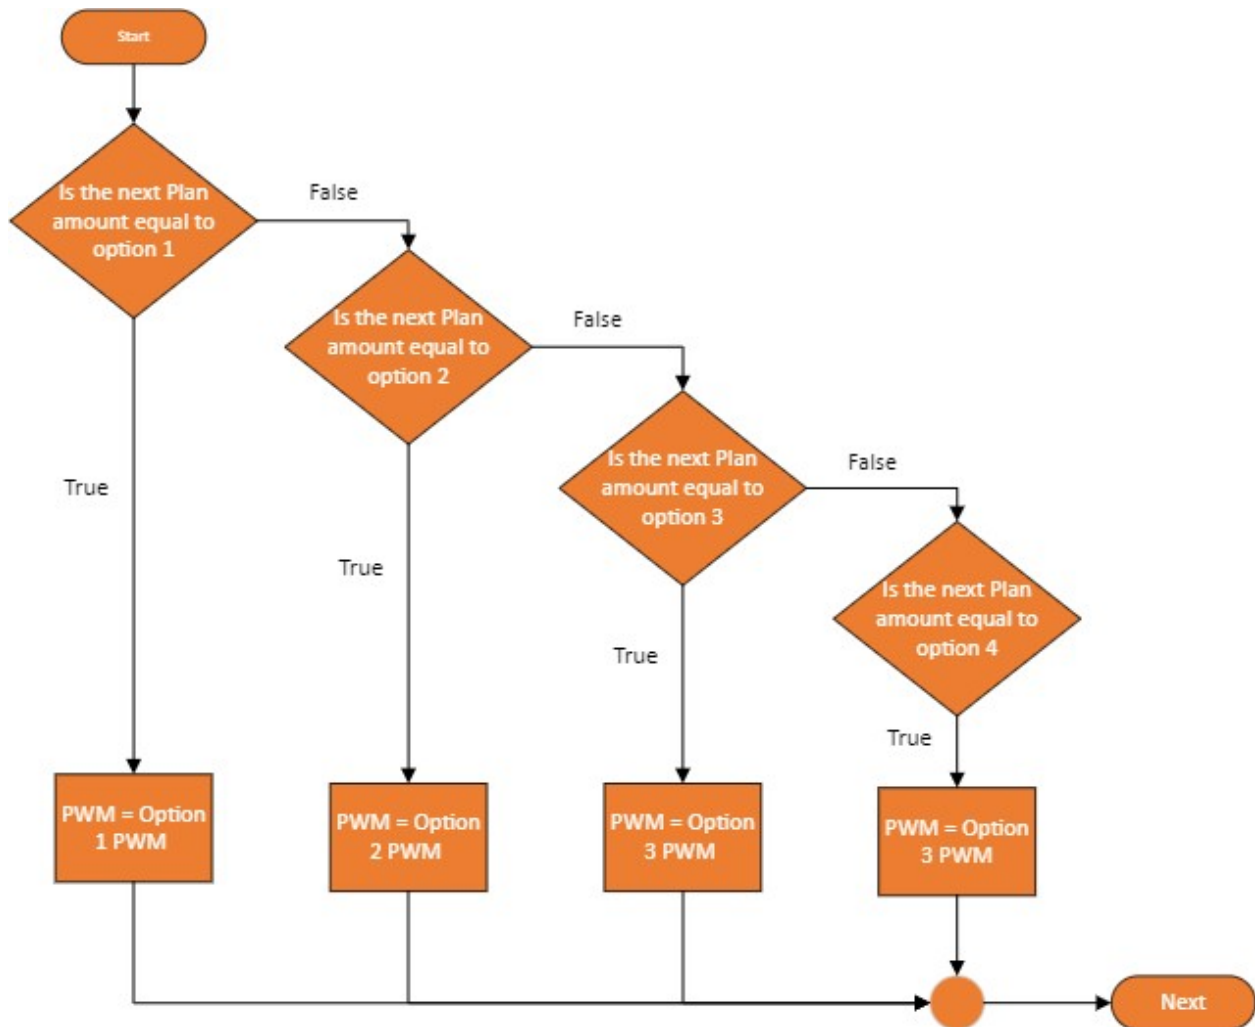 Start
Is the next Plan
amount equal to
option 1
False
Is the next Plan
amount equal to
option 2
False
Is the next Plan
amount equal to
option 3
False
Is the next Plan
amount equal to
option 4
True
True
True
True
PWM = Option
1 PWM
PWM = Option
2 PWM
PWM = Option
3 PWM
PWM = Option
3 PWM
Next